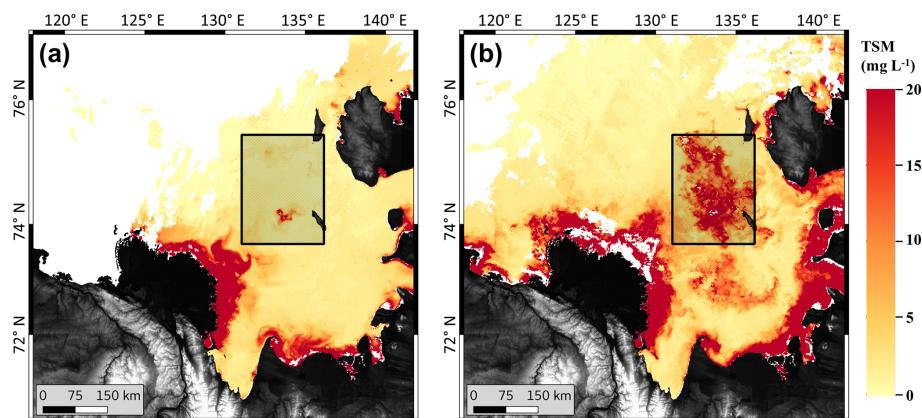 120° E 125° E 130° E 135° E 140° E
120° E 125° E 130° E 135° E 140° E
(a)
(b)
TSM
(mg L⁻¹)
76° N
74° N
72° N
76° N
74° N
72° N
20
15
10
5
0
0 75 150 km
0 75 150 km